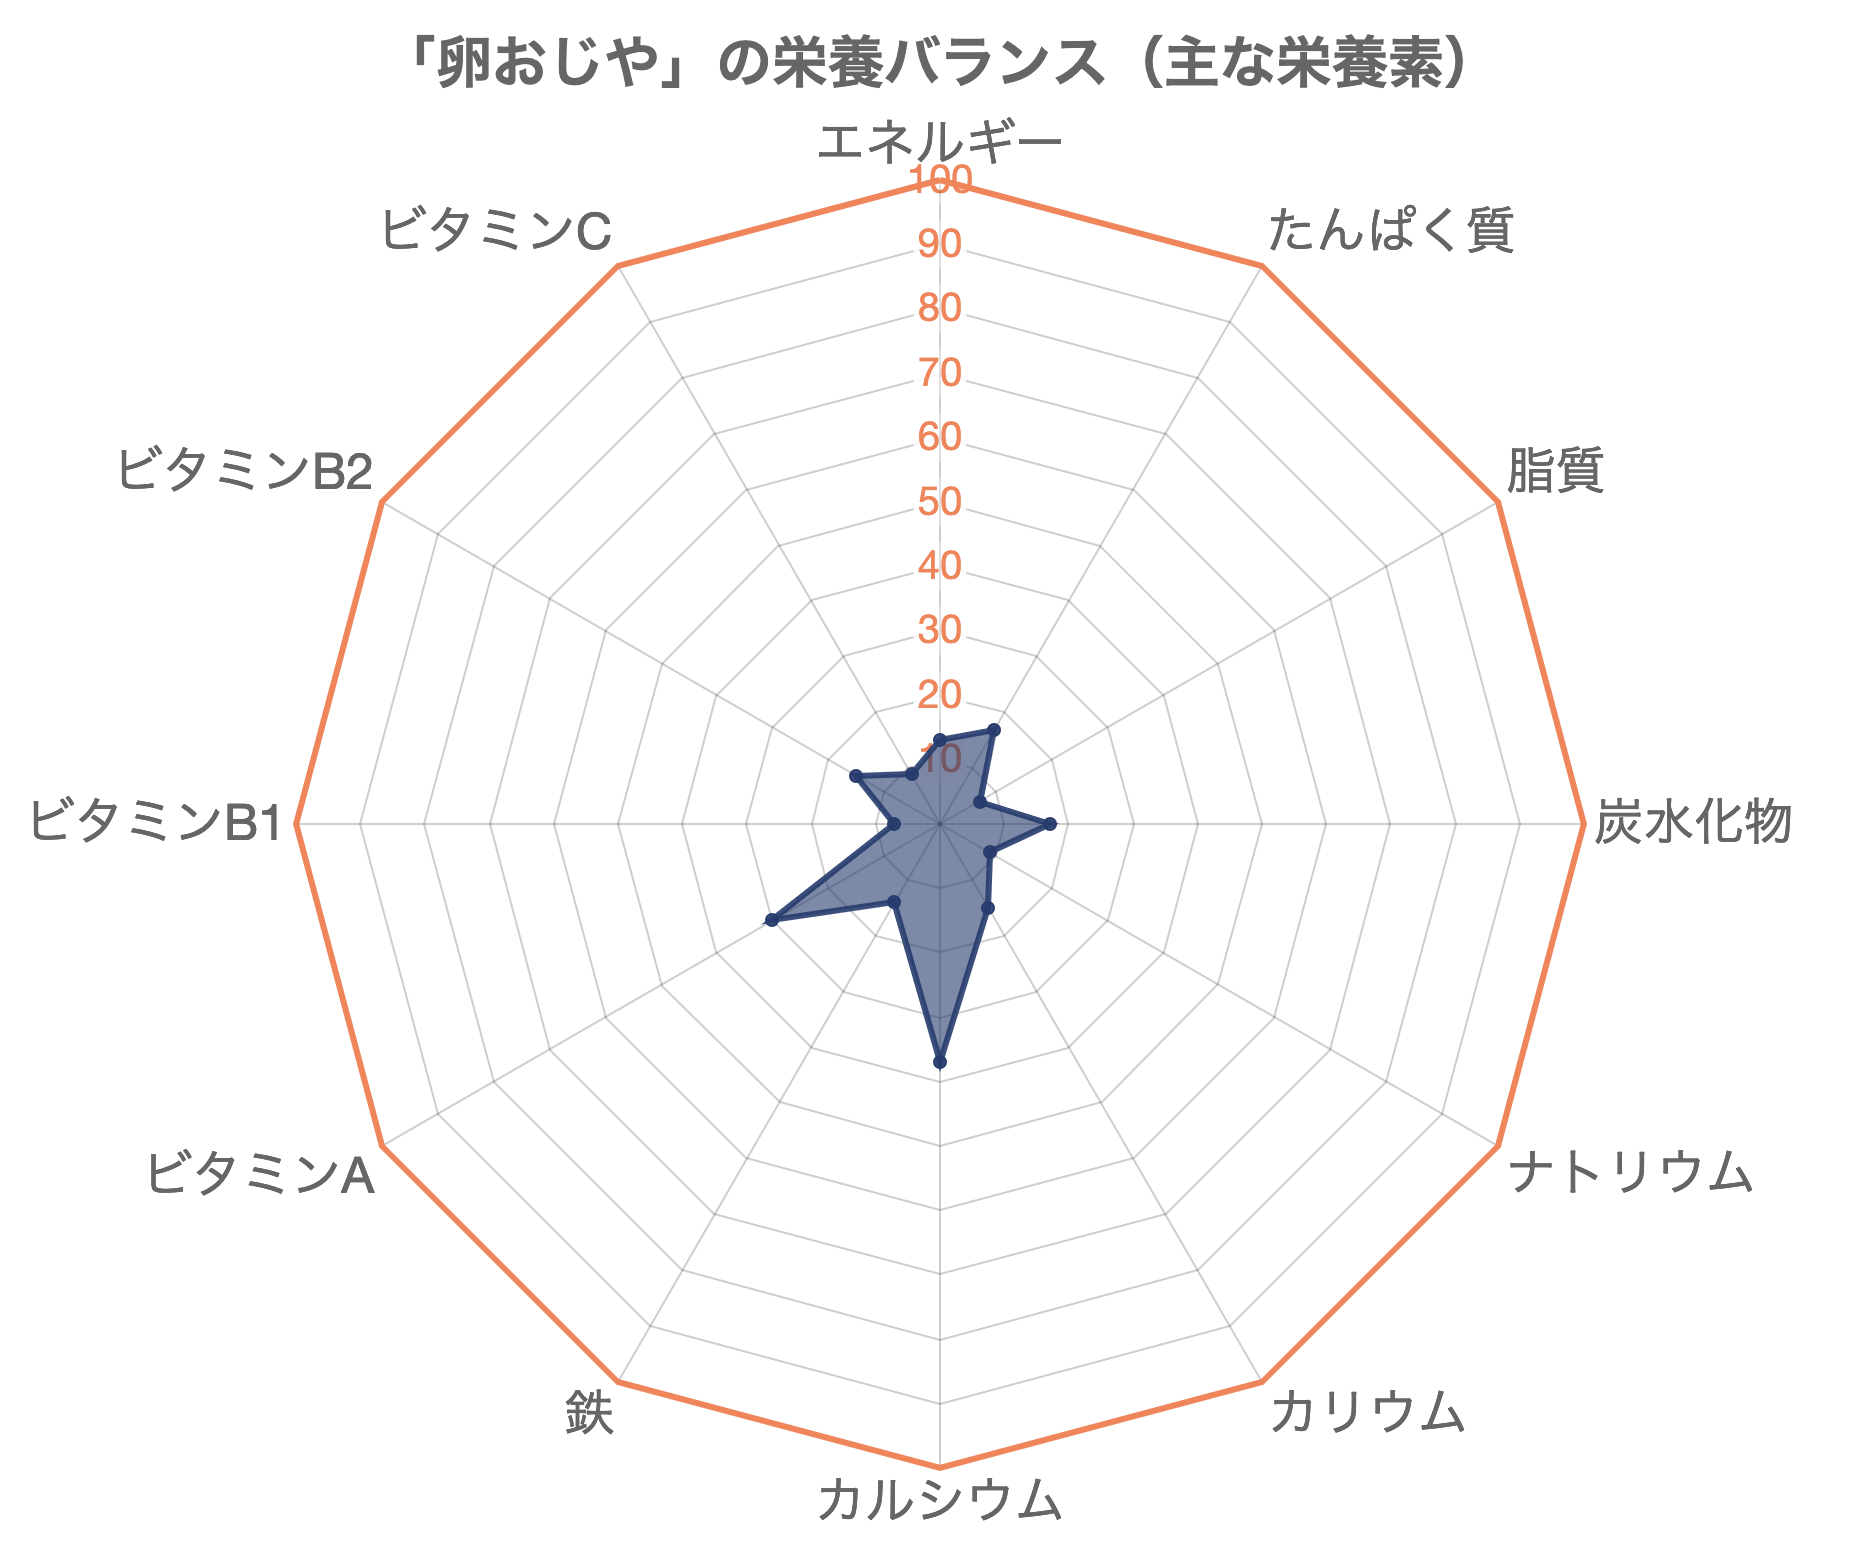 「卵おじや」の栄養バランス（主な栄養素）
エネルギー
100
ビタミンC
たんぱく質
90
80
70
60
ビタミンB2
脂質
50
40
30
20
10
ビタミンB1
炭水化物
ビタミンA
ナトリウム
鉄
カリウム
カルシウム